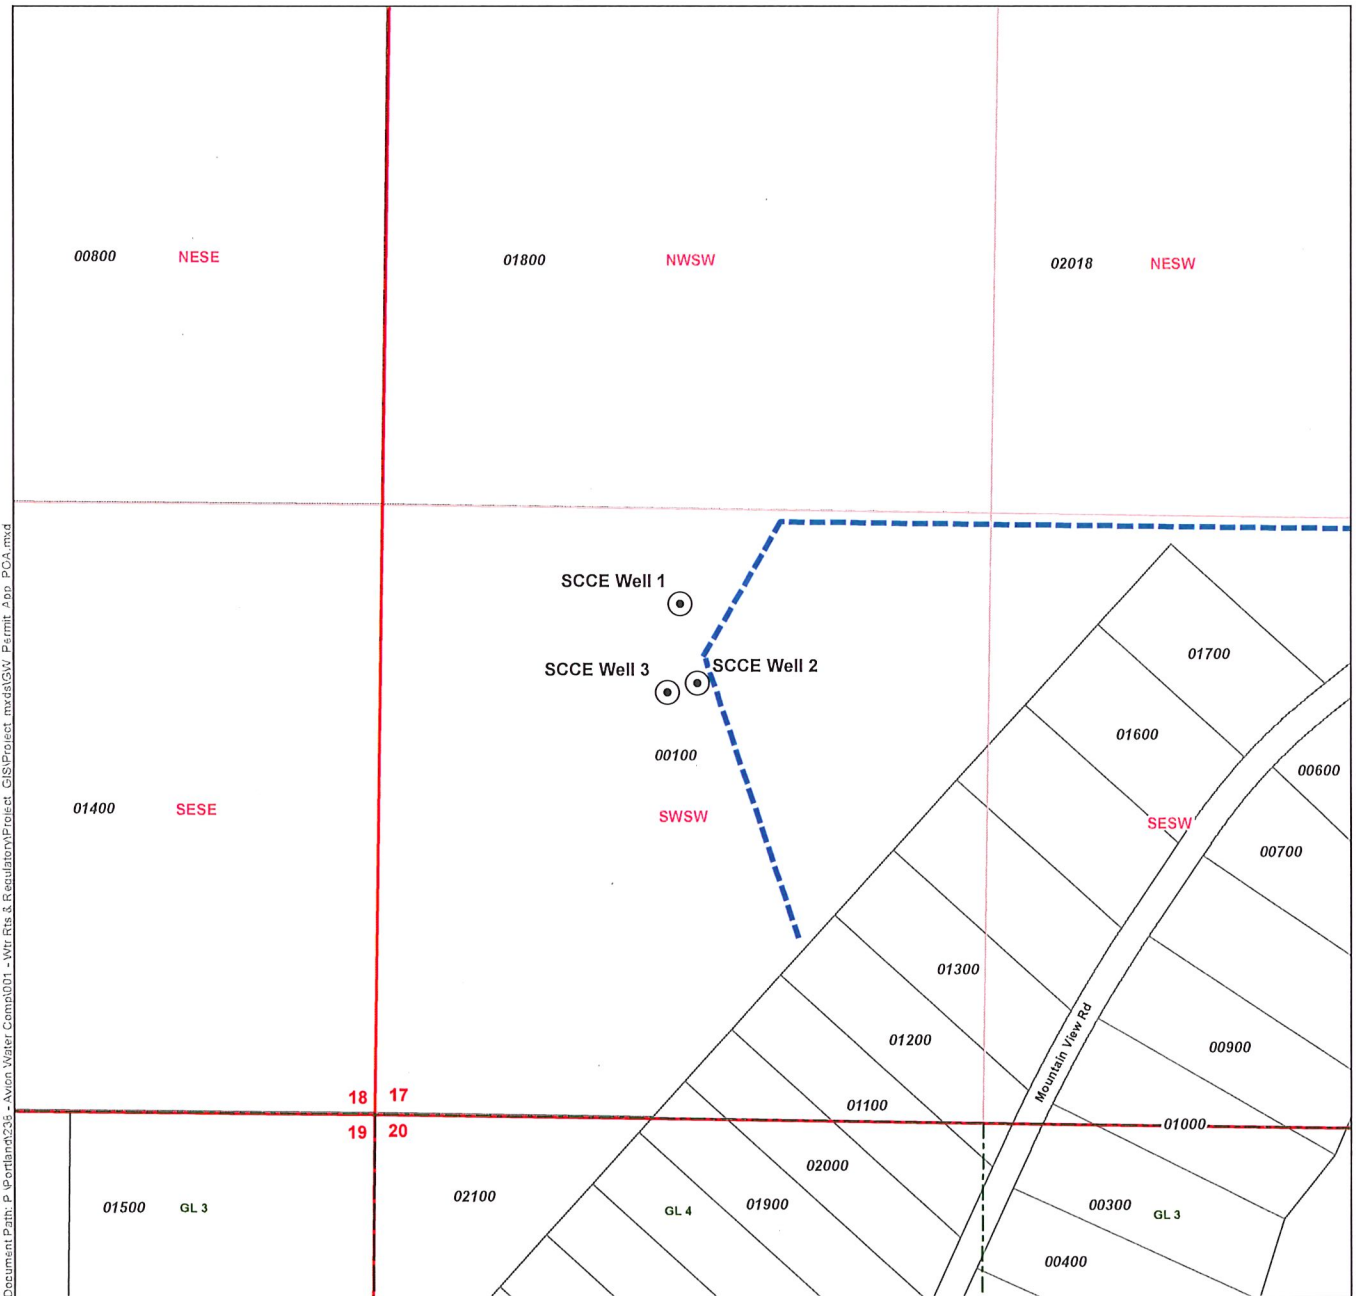 00800 NESE 01800 NWSW 02018 NESW
SCCE Well 1
SCCE Well 3
SCCE Well 2
01700
01600
00100
00600
01400 SESE
SWSW
SESW
00700
01300
01200
Mountain View Rd
00900
18 17
01100
01000
19 20
02000
02100
01500 GL 3
GL 4 01900
00300 GL 3
00400
Document Path: P:\Portland\236 - Avion Water Comp\001 - Wtr Rts & Regulatory\Project_GIS\Project_mxds\GW_Permit_App_POA.mxd